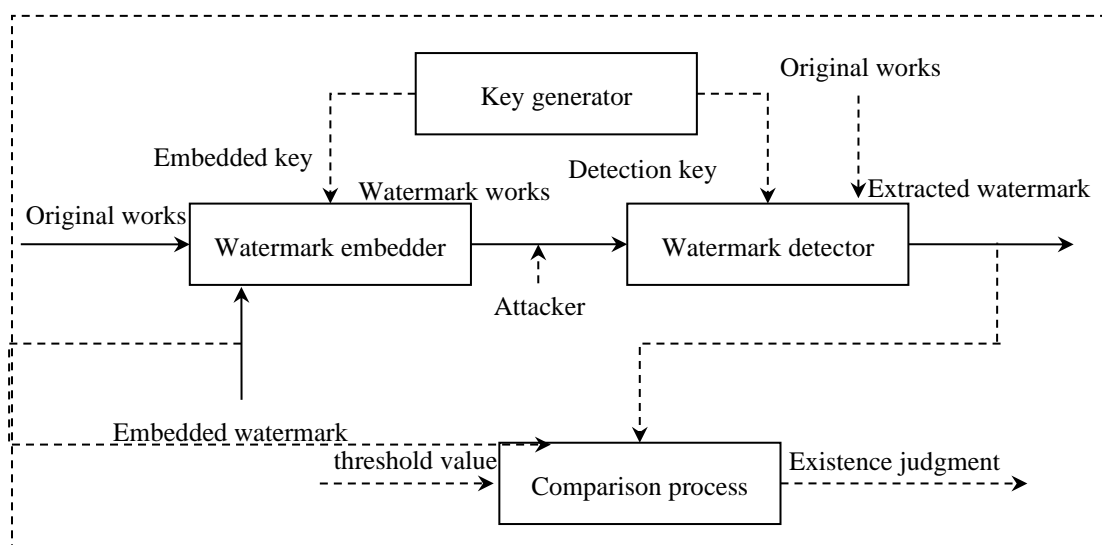 Original works
Key generator
Embedded key
Detection key
Watermark works
Extracted watermark
Original works
Watermark embedder
Watermark detector
Attacker
Embedded watermark
threshold value
Existence judgment
Comparison process